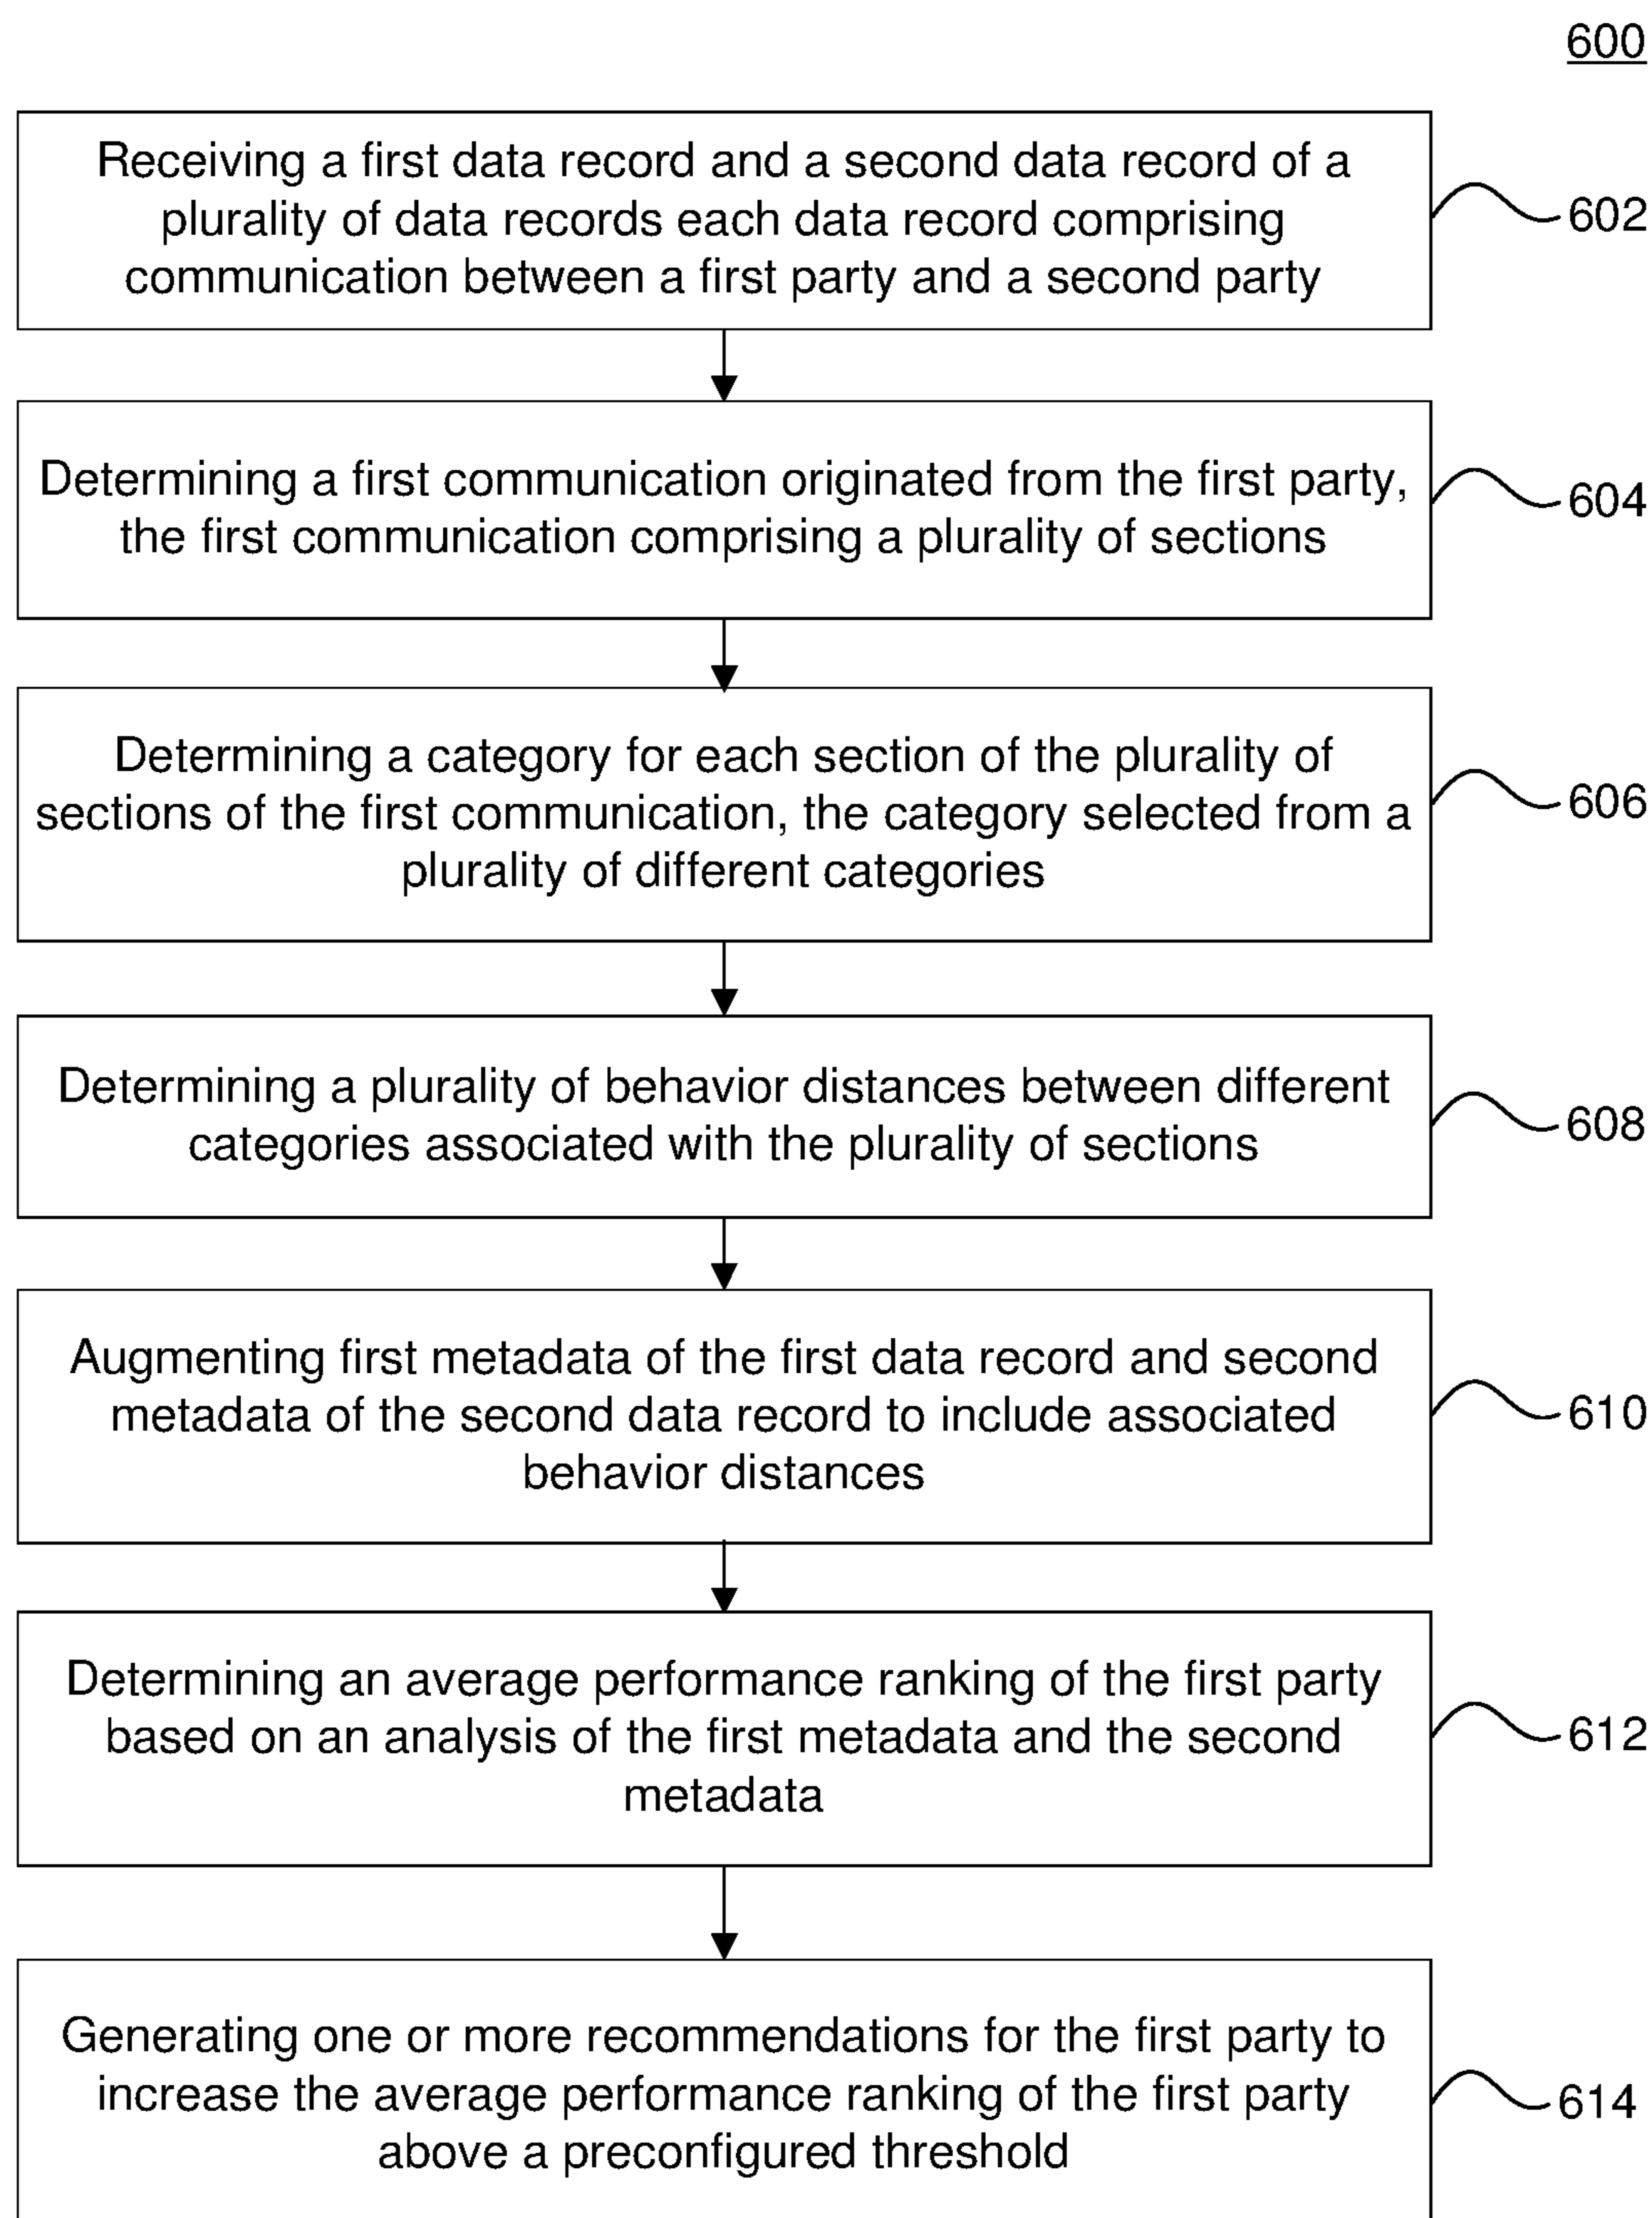 600
Receiving a first data record and a second data record of a
plurality of data records each data record comprising
communication between a first party and a second party
602
Determining a first communication originated from the first party,
the first communication comprising a plurality of sections
604
Determining a category for each section of the plurality of
sections of the first communication, the category selected from a
plurality of different categories
606
Determining a plurality of behavior distances between different
categories associated with the plurality of sections
608
Augmenting first metadata of the first data record and second
metadata of the second data record to include associated
behavior distances
610
Determining an average performance ranking of the first party
based on an analysis of the first metadata and the second
metadata
612
Generating one or more recommendations for the first party to
increase the average performance ranking of the first party
above a preconfigured threshold
614